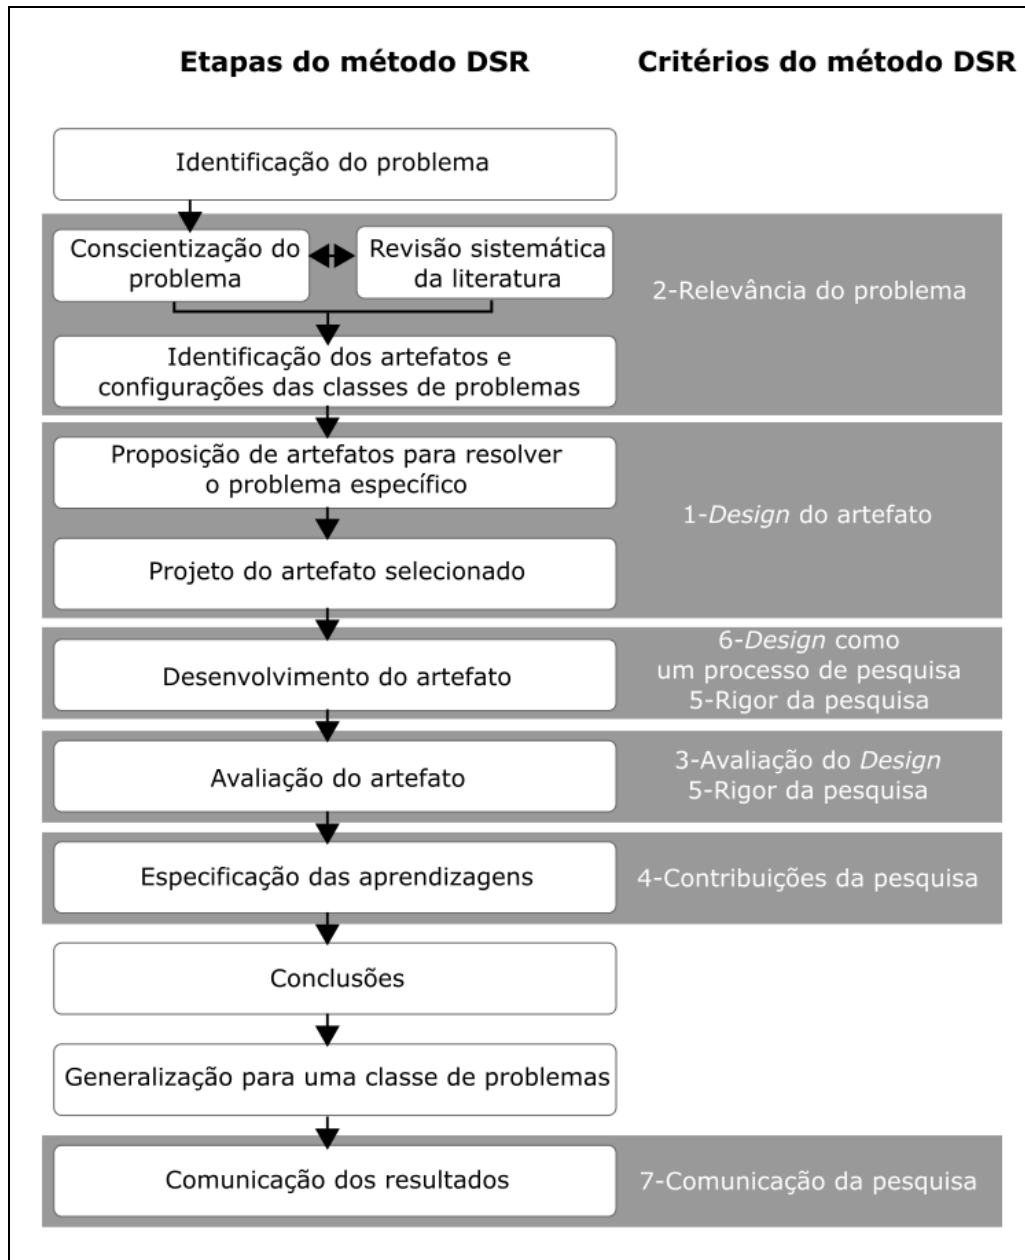 Etapas do método DSR
Critérios do método DSR
Identificação do problema
Conscientização do
problema
Revisão sistemática
da literatura
2-Relevância do problema
Identificação dos artefatos e
configurações das classes de problemas
Proposição de artefatos para resolver
o problema específico
1-Design do artefato
Projeto do artefato selecionado
Desenvolvimento do artefato
6-Design como
um processo de pesquisa
5-Rigor da pesquisa
Avaliação do artefato
3-Avaliação do Design
5-Rigor da pesquisa
Especificação das aprendizagens
4-Contribuições da pesquisa
Conclusões
Generalização para uma classe de problemas
Comunicação dos resultados
7-Comunicação da pesquisa